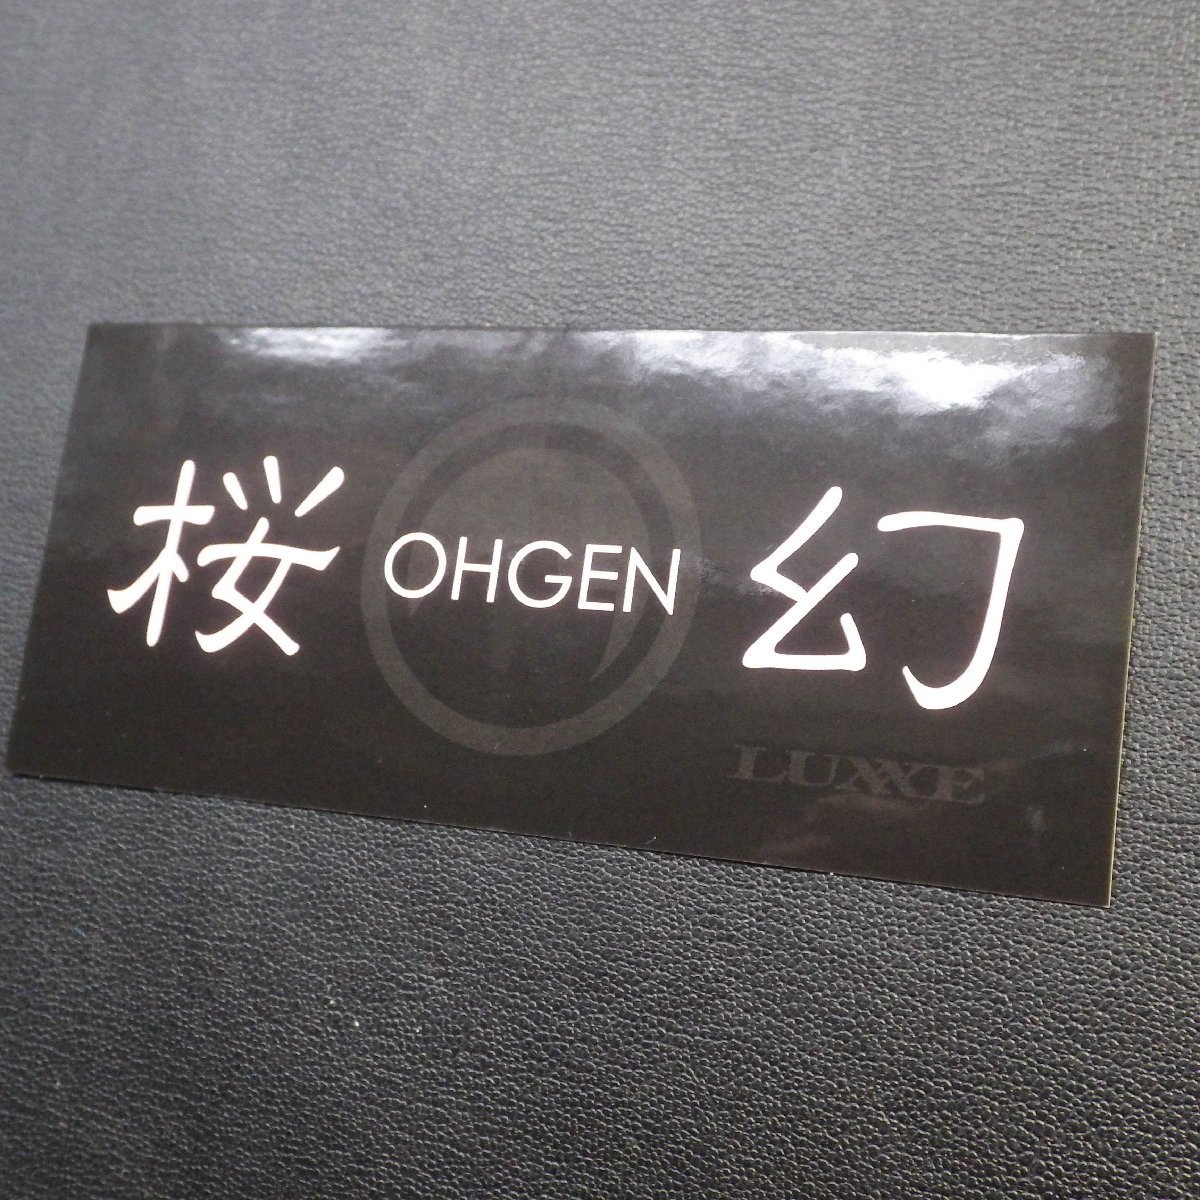 桜 OHGEN 幻
LUXXE